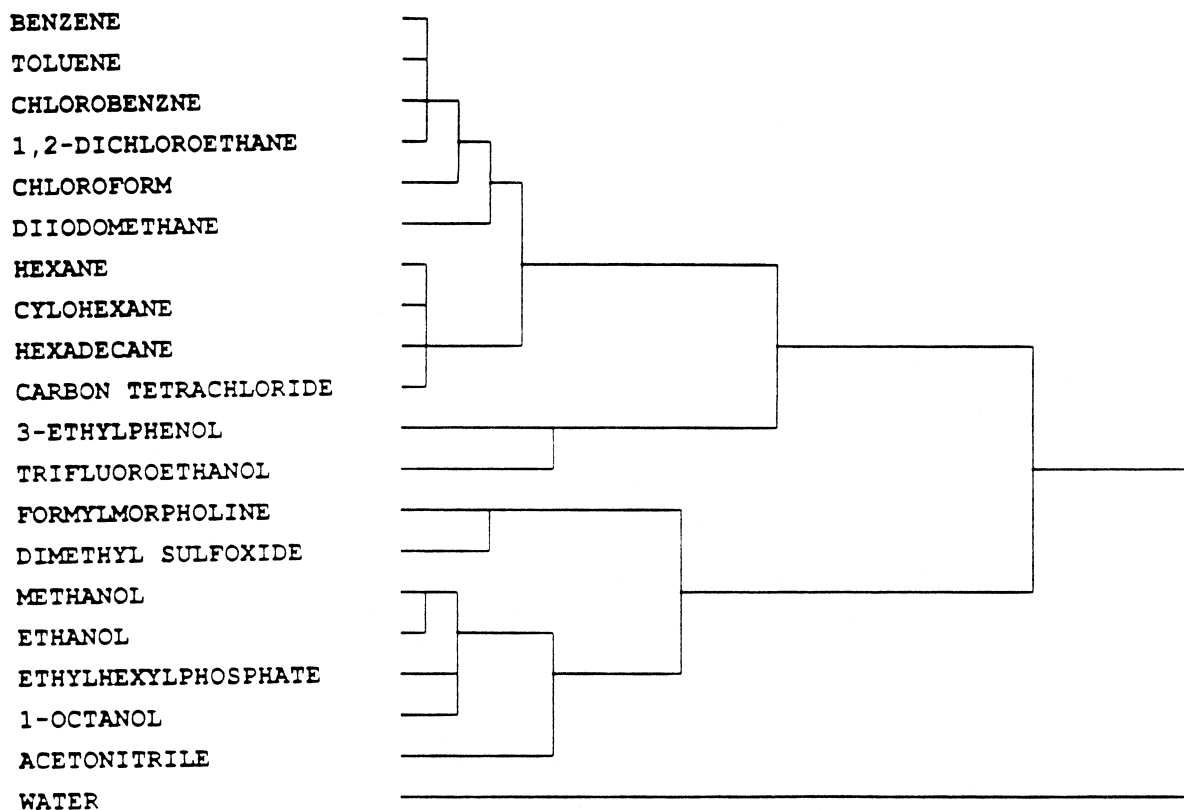 BENZENE
TOLUENE
CHLOROBENZNE
1,2-DICHLOROETHANE
CHLOROFORM
DIIODOMETHANE
HEXANE
CYLOHEXANE
HEXADECANE
CARBON TETRACHLORIDE
3-ETHYLPHENOL
TRIFLUOROETHANOL
FORMYLMORPHOLINE
DIMETHYL SULFOXIDE
METHANOL
ETHANOL
ETHYLHEXYLPHOSPHATE
1-OCTANOL
ACETONITRILE
WATER